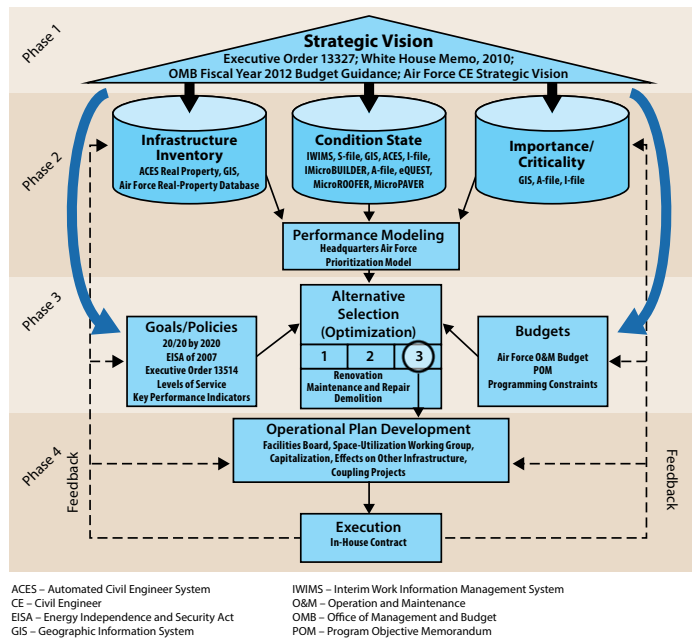 Phase 1
Strategic Vision
Executive Order 13327; White House Memo, 2010;
OMB Fiscal Year 2012 Budget Guidance; Air Force CE Strategic Vision
Phase 2
Infrastructure
Inventory
ACES Real Property, GIS,
Air Force Real-Property Database
Condition State
IWIMS, S-file, GIS, ACES, I-file,
IMicroBUILDER, A-file, eQUEST,
MicroROOFER, MicroPAVER
Importance/
Criticality
GIS, A-file, I-file
Performance Modeling
Headquarters Air Force
Prioritization Model
Phase 3
Goals/Policies
20/20 by 2020
EISA of 2007
Executive Order 13514
Levels of Service
Key Performance Indicators
Alternative
Selection
(Optimization)
1 2 3
Renovation
Maintenance and Repair
Demolition
Budgets
Air Force O&M Budget
POM
Programming Constraints
Phase 4
Operational Plan Development
Facilities Board, Space-Utilization Working Group,
Capitalization, Effects on Other Infrastructure,
Coupling Projects
Feedback
Feedback
Execution
In-House Contract
ACES – Automated Civil Engineer System
CE – Civil Engineer
EISA – Energy Independence and Security Act
GIS – Geographic Information System
IWIMS – Interim Work Information Management System
O&M – Operation and Maintenance
OMB – Office of Management and Budget
POM – Program Objective Memorandum